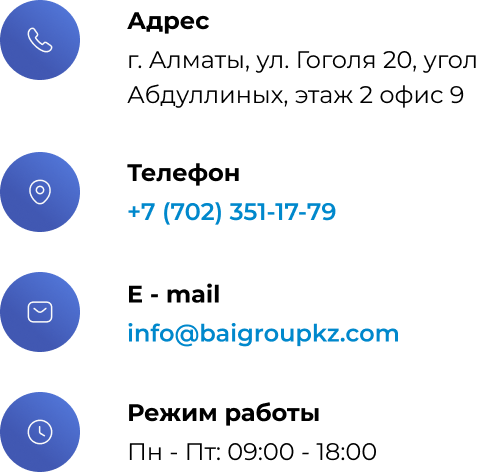 Адрес
г. Алматы, ул. Гоголя 20, угол
Абдуллиных, этаж 2 офис 9
Телефон
+7 (702) 351-17-79
E - mail
info@baigroupkz.com
Режим работы
Пн - Пт: 09:00 - 18:00